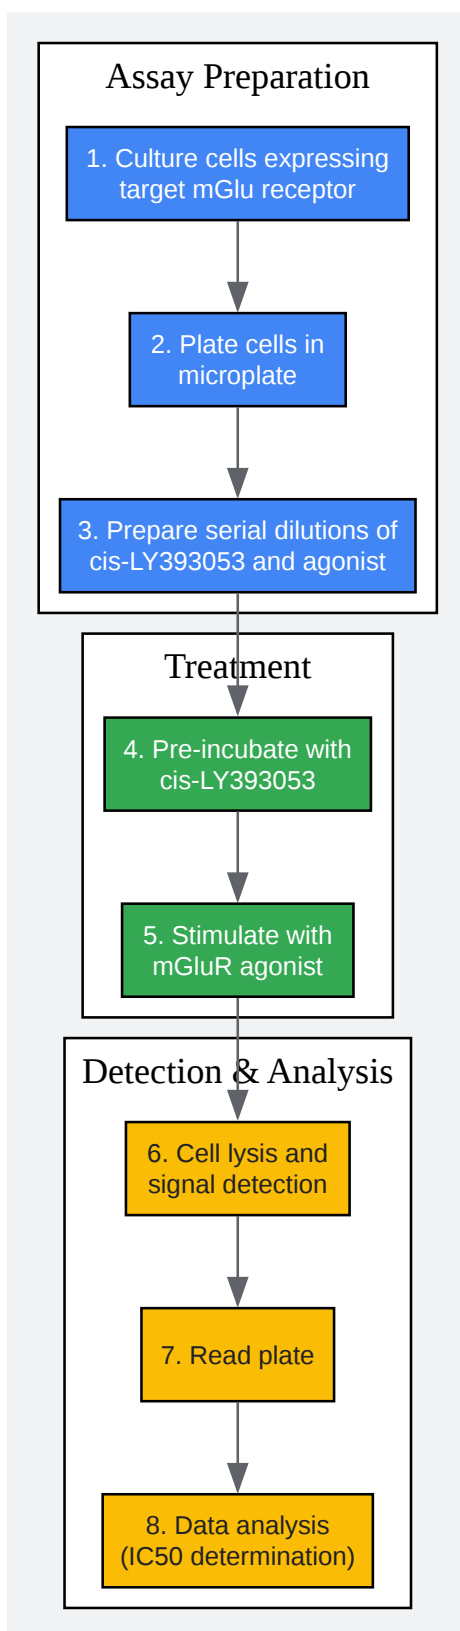 Assay Preparation
1. Culture cells expressing
target mGlu receptor
2. Plate cells in
microplate
3. Prepare serial dilutions of
cis-LY393053 and agonist
Treatment
4. Pre-incubate with
cis-LY393053
5. Stimulate with
mGluR agonist
Detection & Analysis
6. Cell lysis and
signal detection
7. Read plate
8. Data analysis
(IC50 determination)